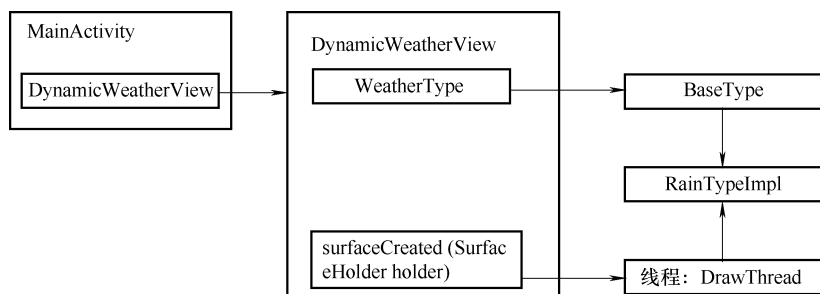 MainActivity
DynamicWeatherView
DynamicWeatherView
WeatherType
BaseType
RainTypeImpl
surfaceCreated (Surfac
eHolder holder)
线程：DrawThread